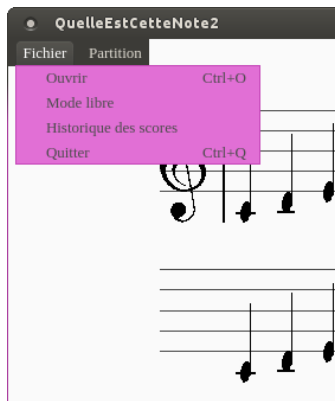 QuelleEstCetteNote2
Fichier Partition
Ouvrir Ctrl+O
Mode libre
Historique des scores
Quitter Ctrl+Q